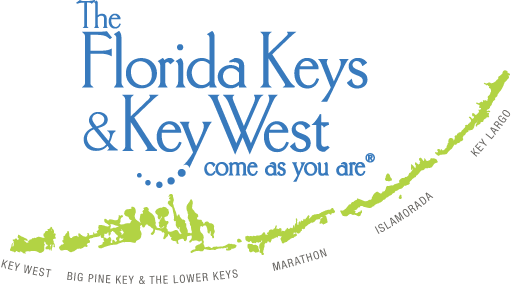 The
Florida Keys
& Key West
come as you are®
KEY WEST
BIG PINE KEY & THE LOWER KEYS
MARATHON
ISLAMORADA
KEY LARGO